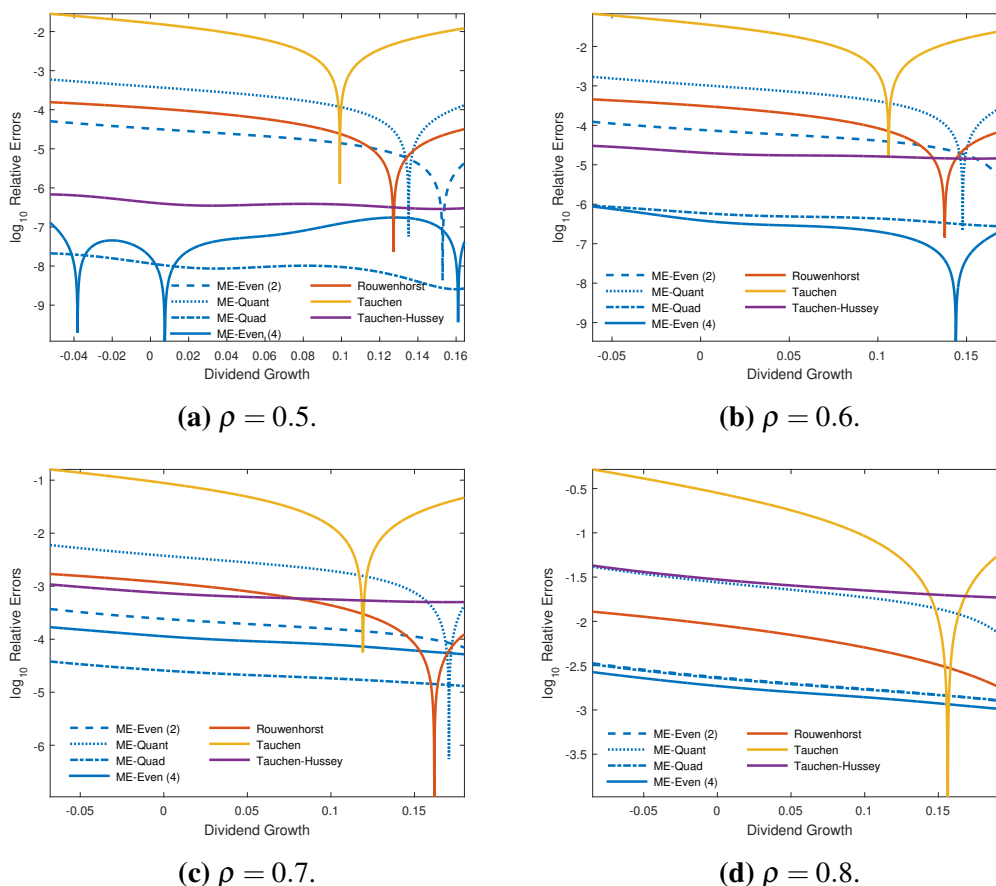 log10 Relative Errors
-2
-3
-4
-5
-6
-7
-8
-9
ME-Even (2)
ME-Quant
ME-Quad
ME-Even (4)
Rouwenhorst
Tauchen
Tauchen-Hussey
-0.04 -0.02 0 0.02 0.04 0.06 0.08 0.1 0.12 0.14 0.16
Dividend Growth
(a) ρ = 0.5.
log10 Relative Errors
-2
-3
-4
-5
-6
-7
-8
-9
ME-Even (2)
ME-Quant
ME-Quad
ME-Even (4)
Rouwenhorst
Tauchen
Tauchen-Hussey
-0.05 0 0.05 0.1 0.15
Dividend Growth
(b) ρ = 0.6.
log10 Relative Errors
-1
-2
-3
-4
-5
-6
ME-Even (2)
ME-Quant
ME-Quad
ME-Even (4)
Rouwenhorst
Tauchen
Tauchen-Hussey
-0.05 0 0.05 0.1 0.15
Dividend Growth
(c) ρ = 0.7.
log10 Relative Errors
-0.5
-1
-1.5
-2
-2.5
-3
-3.5
ME-Even (2)
ME-Quant
ME-Quad
ME-Even (4)
Rouwenhorst
Tauchen
Tauchen-Hussey
-0.05 0 0.05 0.1 0.15
Dividend Growth
(d) ρ = 0.8.